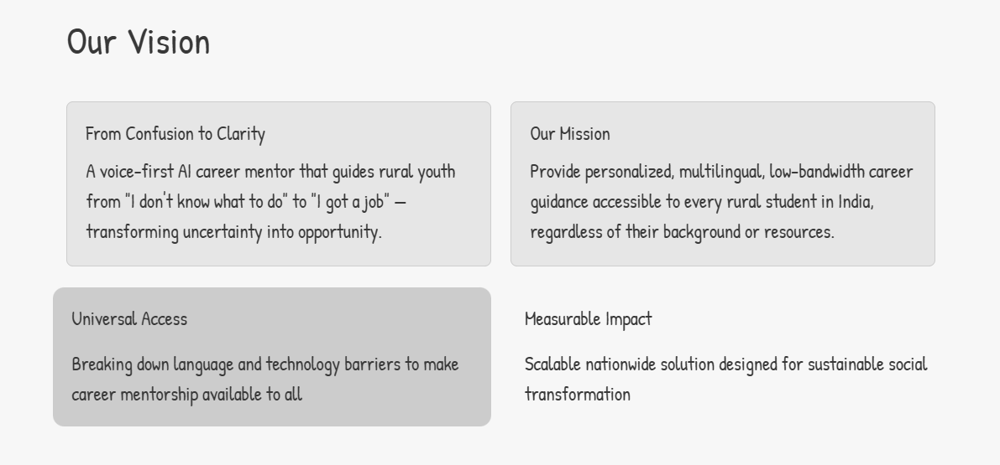 Our Vision
From Confusion to Clarity
A voice-first AI career mentor that guides rural youth
from "I don't know what to do" to "I got a job" —
transforming uncertainty into opportunity.
Our Mission
Provide personalized, multilingual, low-bandwidth career
guidance accessible to every rural student in India,
regardless of their background or resources.
Universal Access
Breaking down language and technology barriers to make
career mentorship available to all
Measurable Impact
Scalable nationwide solution designed for sustainable social
transformation